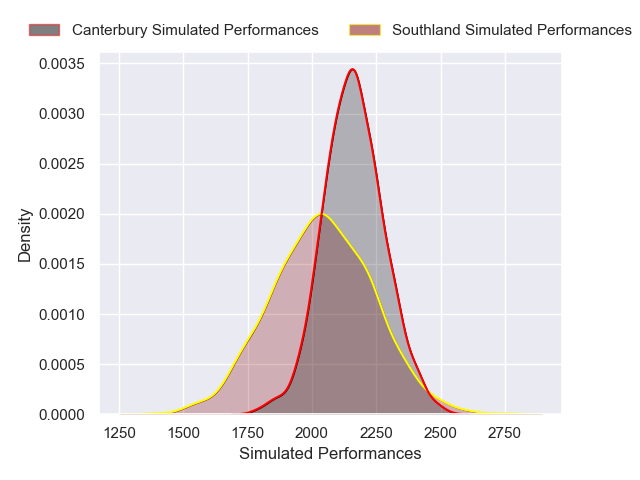 Canterbury Simulated Performances Southland Simulated Performances
0.0035
0.0030
0.0025
0.0020
0.0015
0.0010
0.0005
0.0000
Density
1250 1500 1750 2000 2250 2500 2750
Simulated Performances